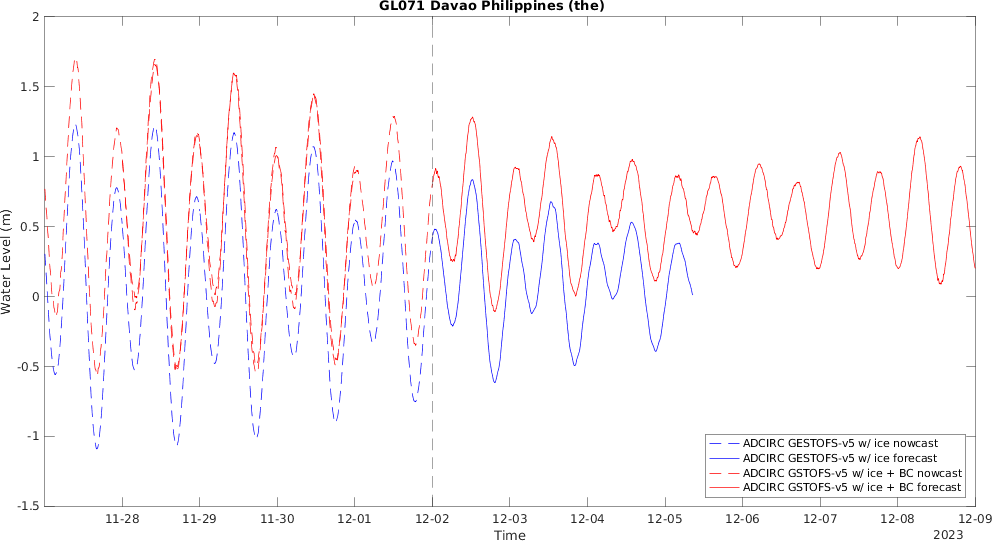 GL071 Davao Philippines (the)
2
1.5
1
0.5
0
-0.5
-1
-1.5
Water Level (m)
ADCIRC GESTOFS-v5 w/ ice nowcast
ADCIRC GESTOFS-v5 w/ ice forecast
ADCIRC GSTOFS-v5 w/ ice + BC nowcast
ADCIRC GSTOFS-v5 w/ ice + BC forecast
11-28 11-29 11-30 12-01 12-02 12-03 12-04 12-05 12-06 12-07 12-08 12-09
Time
2023